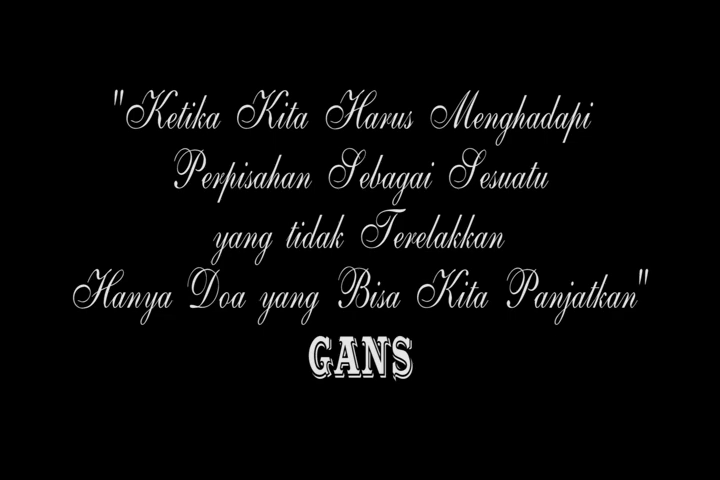 "Ketika Kita Harus Menghadapi
Perpisahan Sebagai Sesuatu
yang tidak Terelakkan
Hanya Doa yang Bisa Kita Panjatkan"
GANS